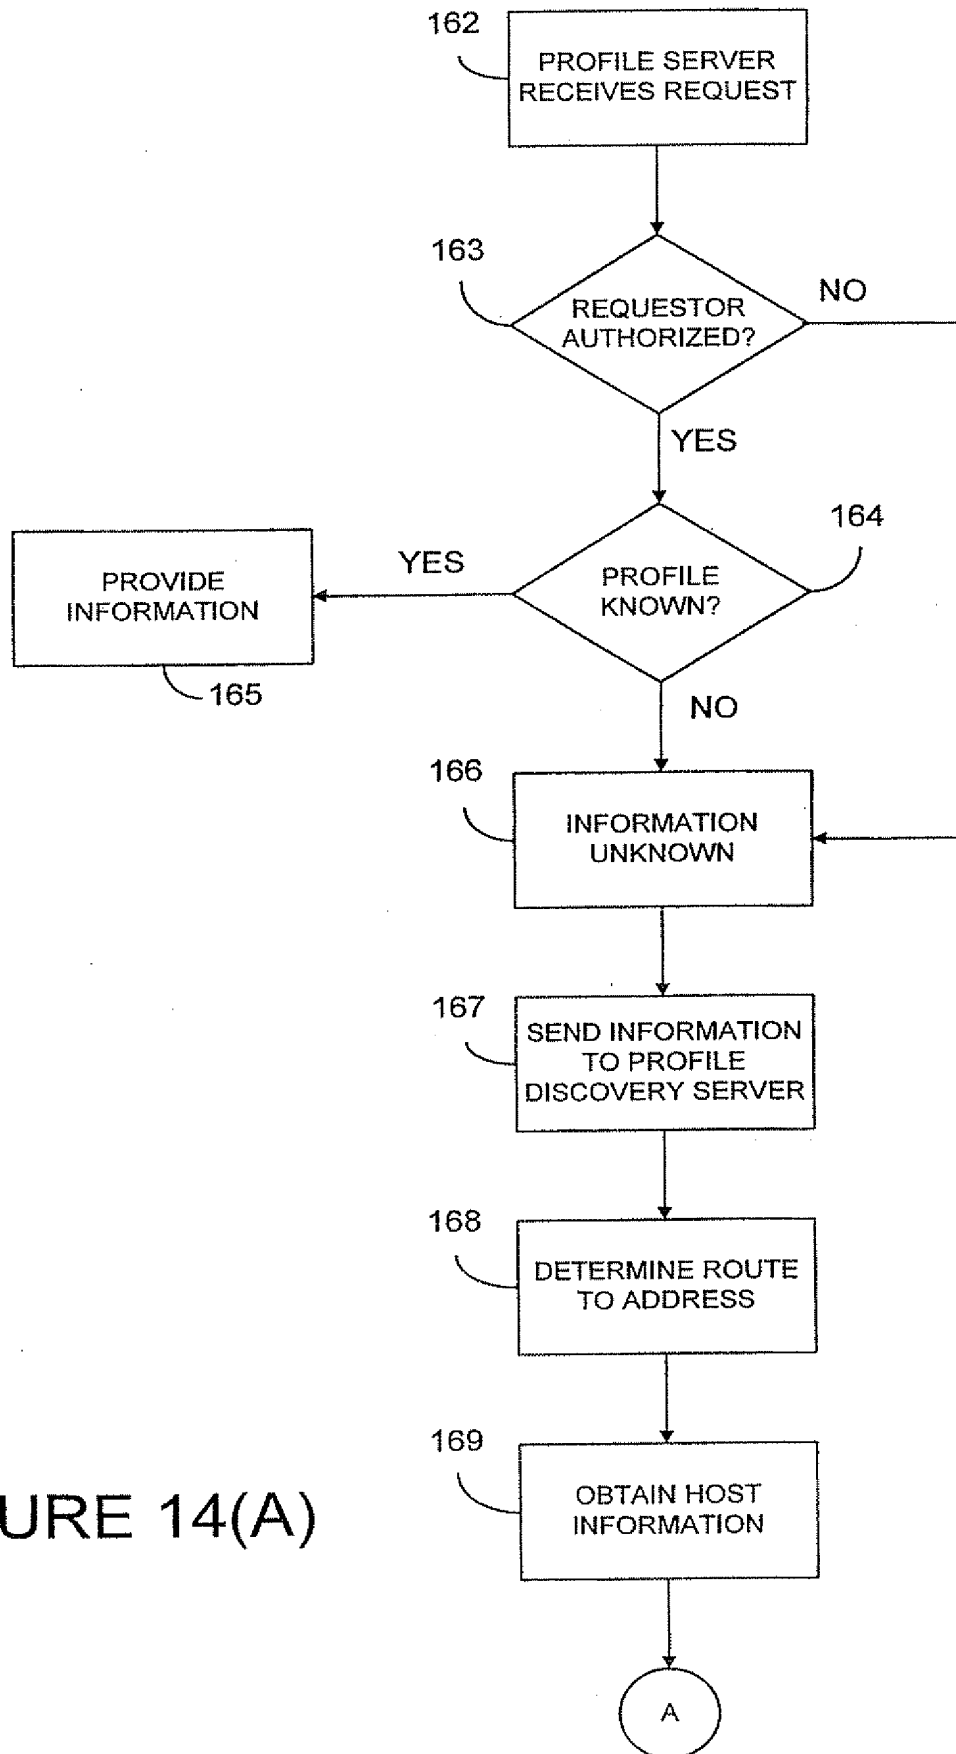 162
PROFILE SERVER
RECEIVES REQUEST
163
REQUESTOR
AUTHORIZED?
NO
YES
164
PROFILE
KNOWN?
YES
PROVIDE
INFORMATION
165
NO
166
INFORMATION
UNKNOWN
167
SEND INFORMATION
TO PROFILE
DISCOVERY SERVER
168
DETERMINE ROUTE
TO ADDRESS
169
OBTAIN HOST
INFORMATION
URE 14(A)
A